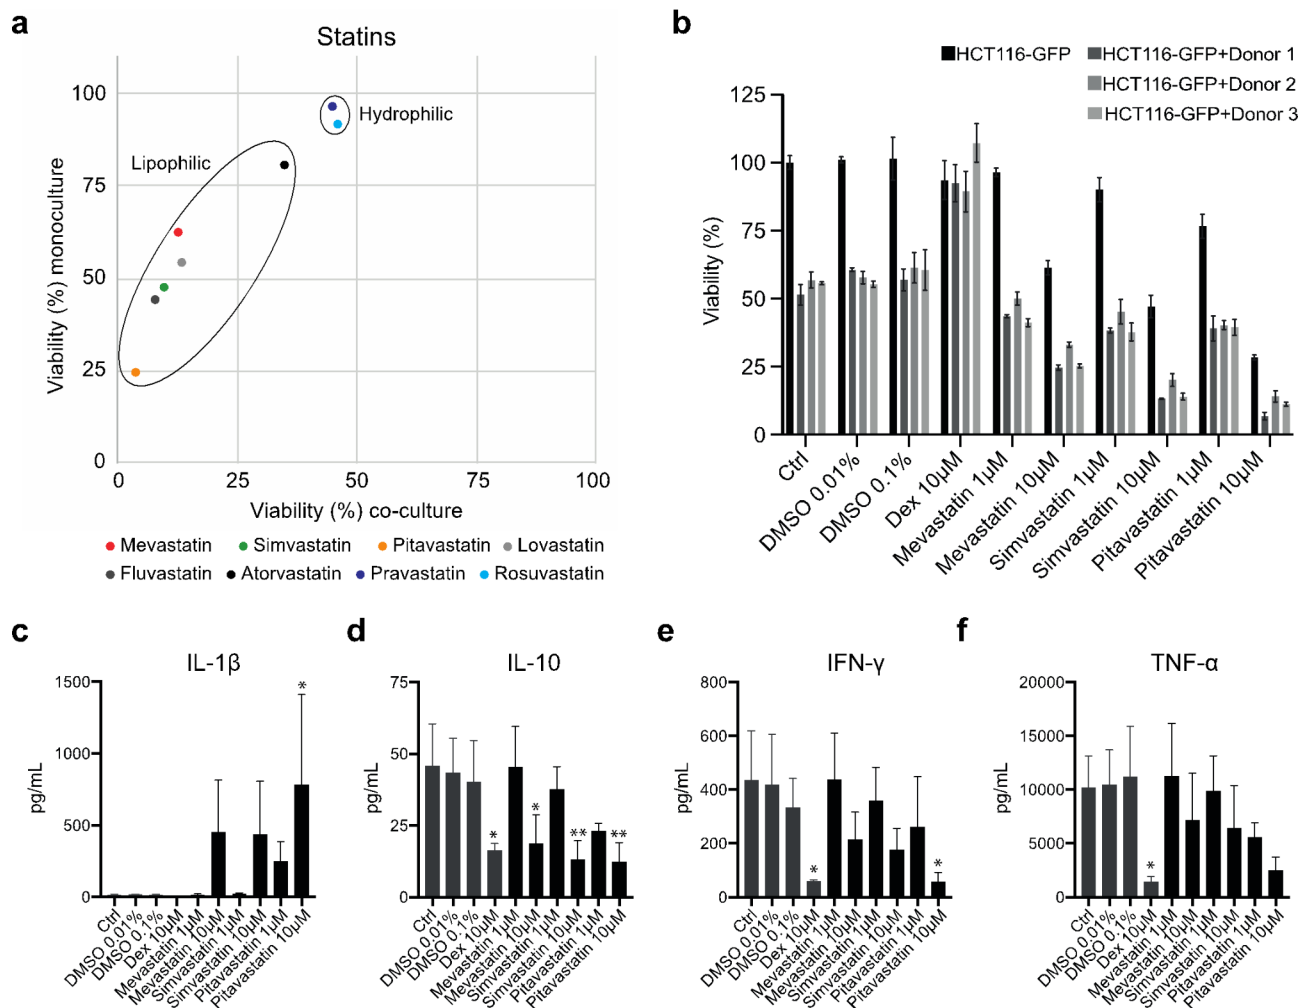 a
Statins
100
75
50
25
0
Viability (%) monoculture
Hydrophilic
Lipophilic
0 25 50 75 100
Viability (%) co-culture
Mevastatin Simvastatin Pitavastatin Lovastatin
Fluvastatin Atorvastatin Pravastatin Rosuvastatin
b
HCT116-GFP HCT116-GFP+Donor 1
HCT116-GFP+Donor 2
HCT116-GFP+Donor 3
125
100
75
50
25
0
Viability (%)
Ctrl
DMSO 0.01%
DMSO 0.1%
Dex 10µM
Mevastatin 1µM
Mevastatin 10µM
Simvastatin 1µM
Simvastatin 10µM
Pitavastatin 1µM
Pitavastatin 10µM
c
IL-1β
1500
1000
500
0
pg/mL
*
Ctrl
DMSO 0.01%
DMSO 0.1%
Dex 10µM
Mevastatin 1µM
Mevastatin 10µM
Simvastatin 1µM
Simvastatin 10µM
Pitavastatin 1µM
Pitavastatin 10µM
d
IL-10
75
50
25
0
pg/mL
* * ** **
Ctrl
DMSO 0.01%
DMSO 0.1%
Dex 10µM
Mevastatin 1µM
Mevastatin 10µM
Simvastatin 1µM
Simvastatin 10µM
Pitavastatin 1µM
Pitavastatin 10µM
e
IFN-γ
800
600
400
200
0
pg/mL
* *
Ctrl
DMSO 0.01%
DMSO 0.1%
Dex 10µM
Mevastatin 1µM
Mevastatin 10µM
Simvastatin 1µM
Simvastatin 10µM
Pitavastatin 1µM
Pitavastatin 10µM
f
TNF-α
20000
15000
10000
5000
0
pg/mL
*
Ctrl
DMSO 0.01%
DMSO 0.1%
Dex 10µM
Mevastatin 1µM
Mevastatin 10µM
Simvastatin 1µM
Simvastatin 10µM
Pitavastatin 1µM
Pitavastatin 10µM